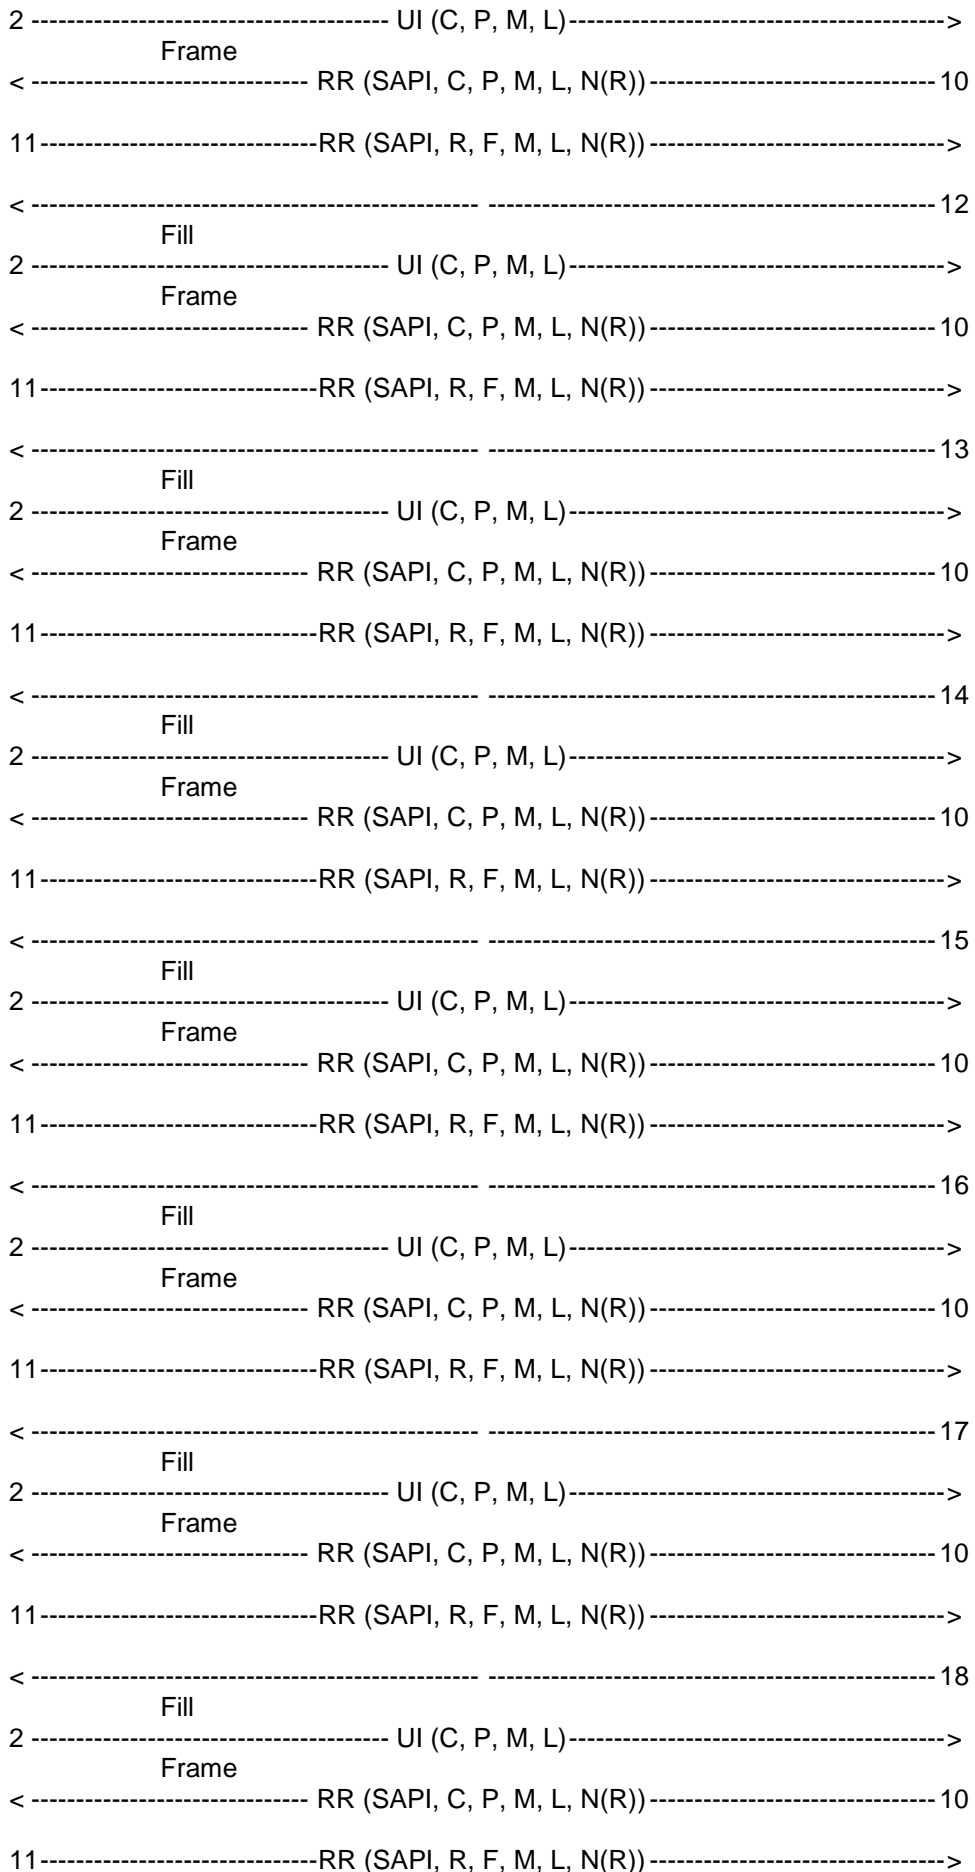 2 ---------------------------------------- UI (C, P, M, L)------------------------------------------>
Frame
< ------------------------------- RR (SAPI, C, P, M, L, N(R))-------------------------------- 10
11-------------------------------RR (SAPI, R, F, M, L, N(R))--------------------------------->
< -------------------------------------------------- -------------------------------------------------- 12
Fill
2 ---------------------------------------- UI (C, P, M, L)------------------------------------------>
Frame
< ------------------------------- RR (SAPI, C, P, M, L, N(R))-------------------------------- 10
11-------------------------------RR (SAPI, R, F, M, L, N(R))--------------------------------->
< -------------------------------------------------- -------------------------------------------------- 13
Fill
2 ---------------------------------------- UI (C, P, M, L)------------------------------------------>
Frame
< ------------------------------- RR (SAPI, C, P, M, L, N(R))-------------------------------- 10
11-------------------------------RR (SAPI, R, F, M, L, N(R))--------------------------------->
< -------------------------------------------------- -------------------------------------------------- 14
Fill
2 ---------------------------------------- UI (C, P, M, L)------------------------------------------>
Frame
< ------------------------------- RR (SAPI, C, P, M, L, N(R))-------------------------------- 10
11-------------------------------RR (SAPI, R, F, M, L, N(R))--------------------------------->
< -------------------------------------------------- -------------------------------------------------- 15
Fill
2 ---------------------------------------- UI (C, P, M, L)------------------------------------------>
Frame
< ------------------------------- RR (SAPI, C, P, M, L, N(R))-------------------------------- 10
11-------------------------------RR (SAPI, R, F, M, L, N(R))--------------------------------->
< -------------------------------------------------- -------------------------------------------------- 16
Fill
2 ---------------------------------------- UI (C, P, M, L)------------------------------------------>
Frame
< ------------------------------- RR (SAPI, C, P, M, L, N(R))-------------------------------- 10
11-------------------------------RR (SAPI, R, F, M, L, N(R))--------------------------------->
< -------------------------------------------------- -------------------------------------------------- 17
Fill
2 ---------------------------------------- UI (C, P, M, L)------------------------------------------>
Frame
< ------------------------------- RR (SAPI, C, P, M, L, N(R))-------------------------------- 10
11-------------------------------RR (SAPI, R, F, M, L, N(R))--------------------------------->
< -------------------------------------------------- -------------------------------------------------- 18
Fill
2 ---------------------------------------- UI (C, P, M, L)------------------------------------------>
Frame
< ------------------------------- RR (SAPI, C, P, M, L, N(R))-------------------------------- 10
11-------------------------------RR (SAPI, R, F, M, L, N(R))--------------------------------->